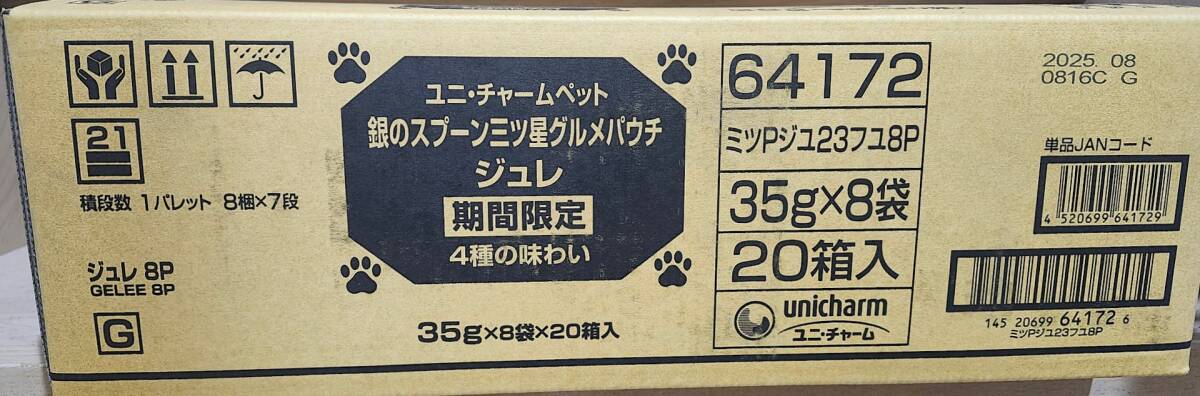 21
積段数 1パレット 8梱×7段
ジュレ 8P
GELEE 8P
G
ユニ・チャームペット
銀のスプーン三ツ星グルメパウチ
ジュレ
期間限定
4種の味わい
35g×8袋×20箱入
64172
ミツPジユ23フユ8P
35g×8袋
20箱入
unicharm
ユニ・チャーム
2025. 08
0816C G
単品JANコード
4 520699 641729
145 20699 64172 6
ミツPジユ23フユ8P